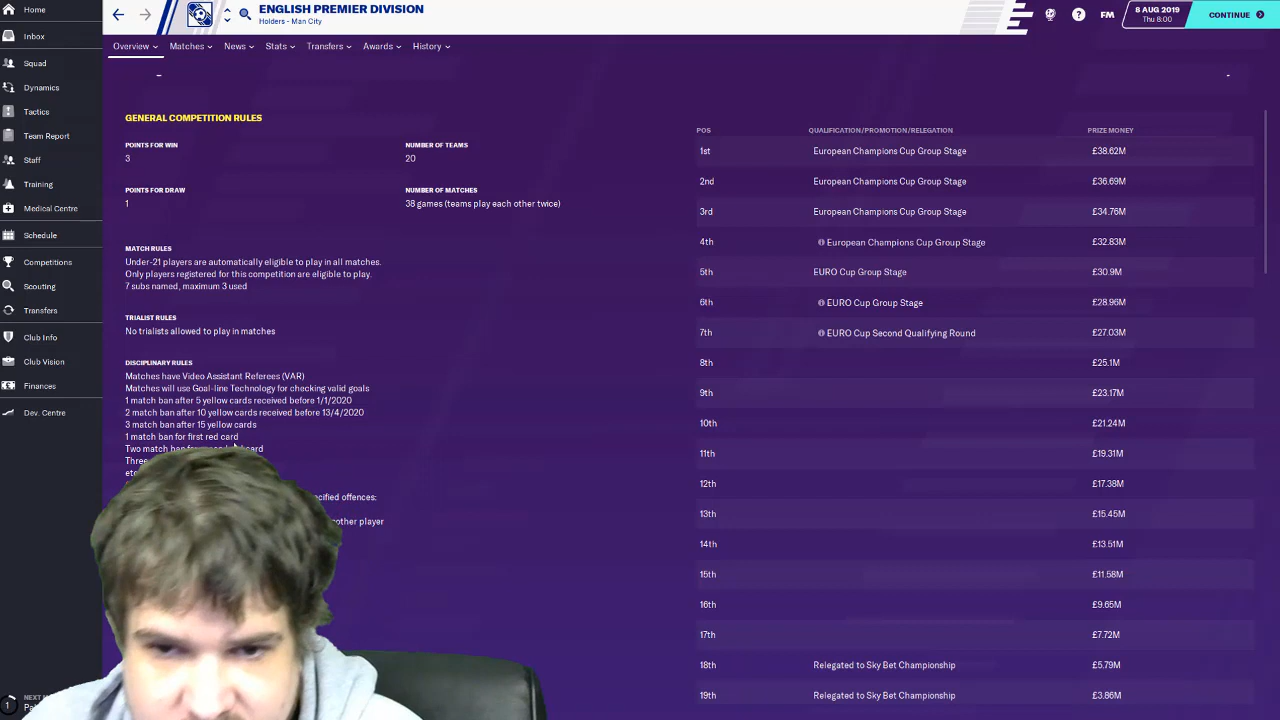 Home
ENGLISH PREMIER DIVISION
Holders - Man City
FM
8 AUG 2019
Thu 8:00
CONTINUE
Inbox
Squad
Dynamics
Tactics
Team Report
Staff
Training
Medical Centre
Schedule
Competitions
Scouting
Transfers
Club Info
Club Vision
Finances
Dev. Centre
Overview
Matches
News
Stats
Transfers
Awards
History
GENERAL COMPETITION RULES
POINTS FOR WIN
3
NUMBER OF TEAMS
20
POINTS FOR DRAW
1
NUMBER OF MATCHES
38 games (teams play each other twice)
MATCH RULES
Under-21 players are automatically eligible to play in all matches.
Only players registered for this competition are eligible to play.
7 subs named, maximum 3 used
TRIALIST RULES
No trialists allowed to play in matches
DISCIPLINARY RULES
Matches have Video Assistant Referees (VAR)
Matches will use Goal-line Technology for checking valid goals
1 match ban after 5 yellow cards received before 1/1/2020
2 match ban after 10 yellow cards received before 13/4/2020
3 match ban after 15 yellow cards
1 match ban for first red card
Two match card
Three
offences:
player
POS QUALIFICATION/PROMOTION/RELEGATION PRIZE MONEY
1st European Champions Cup Group Stage £38.62M
2nd European Champions Cup Group Stage £36.69M
3rd European Champions Cup Group Stage £34.76M
4th European Champions Cup Group Stage £32.83M
5th EURO Cup Group Stage £30.9M
6th EURO Cup Group Stage £28.96M
7th EURO Cup Second Qualifying Round £27.03M
8th £25.1M
9th £23.17M
10th £21.24M
11th £19.31M
12th £17.38M
13th £15.45M
14th £13.51M
15th £11.58M
16th £9.65M
17th £7.72M
18th Relegated to Sky Bet Championship £5.79M
19th Relegated to Sky Bet Championship £3.86M